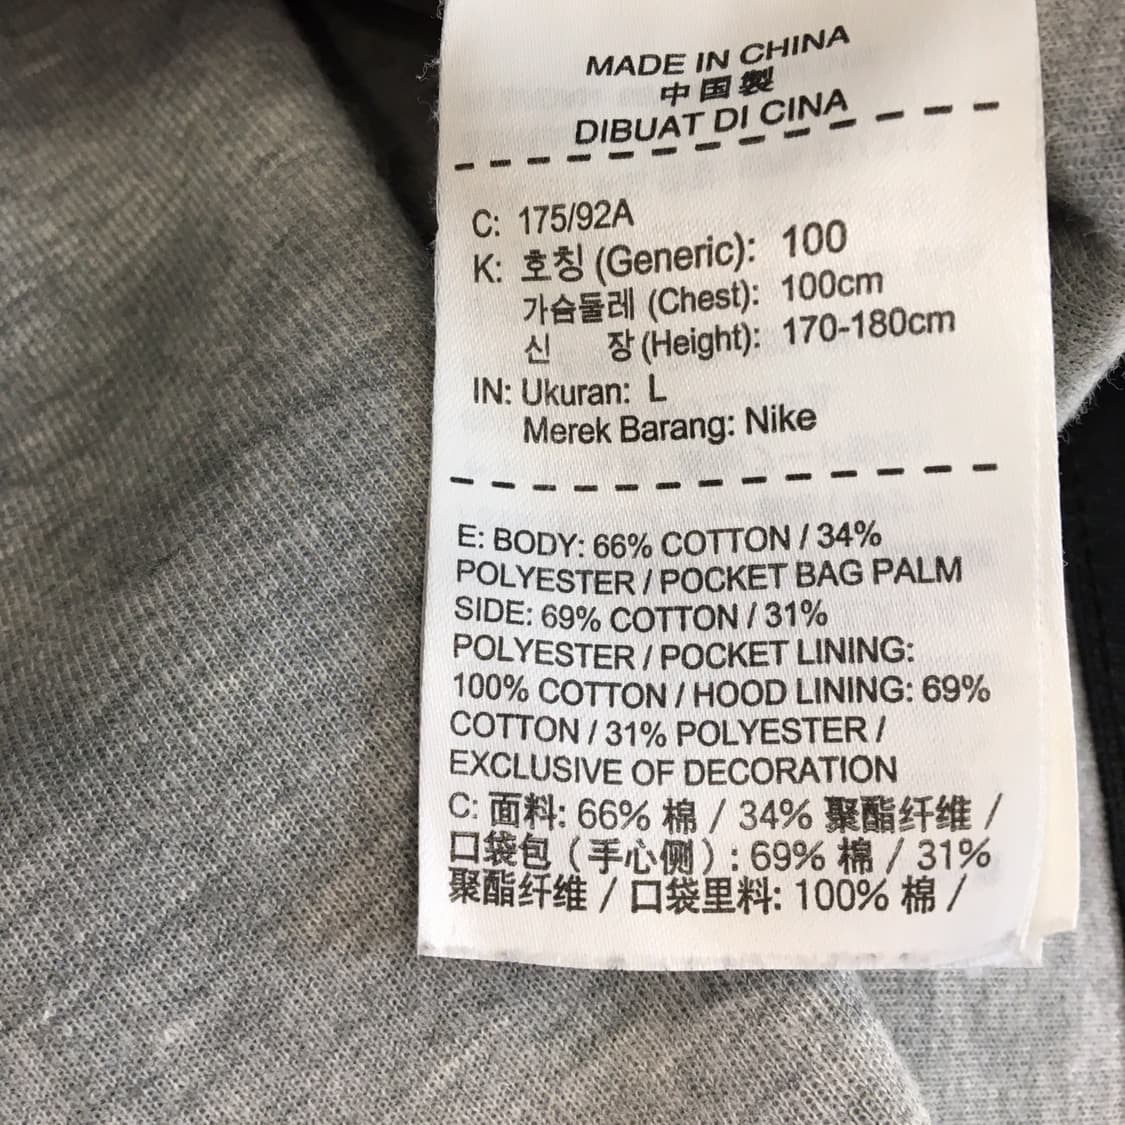 MADE IN CHINA
中国製
DIBUAT DI CINA
C: 175/92A
K: 호칭 (Generic): 100
가슴둘레 (Chest): 100cm
신 장 (Height): 170-180cm
IN: Ukuran: L
Merek Barang: Nike
E: BODY: 66% COTTON / 34%
POLYESTER / POCKET BAG PALM
SIDE: 69% COTTON / 31%
POLYESTER / POCKET LINING:
100% COTTON / HOOD LINING: 69%
COTTON / 31% POLYESTER /
EXCLUSIVE OF DECORATION
C: 面料: 66% 棉 / 34% 聚酯纤维 /
口袋包（手心侧）: 69% 棉 / 31%
聚酯纤维 / 口袋里料: 100% 棉 /